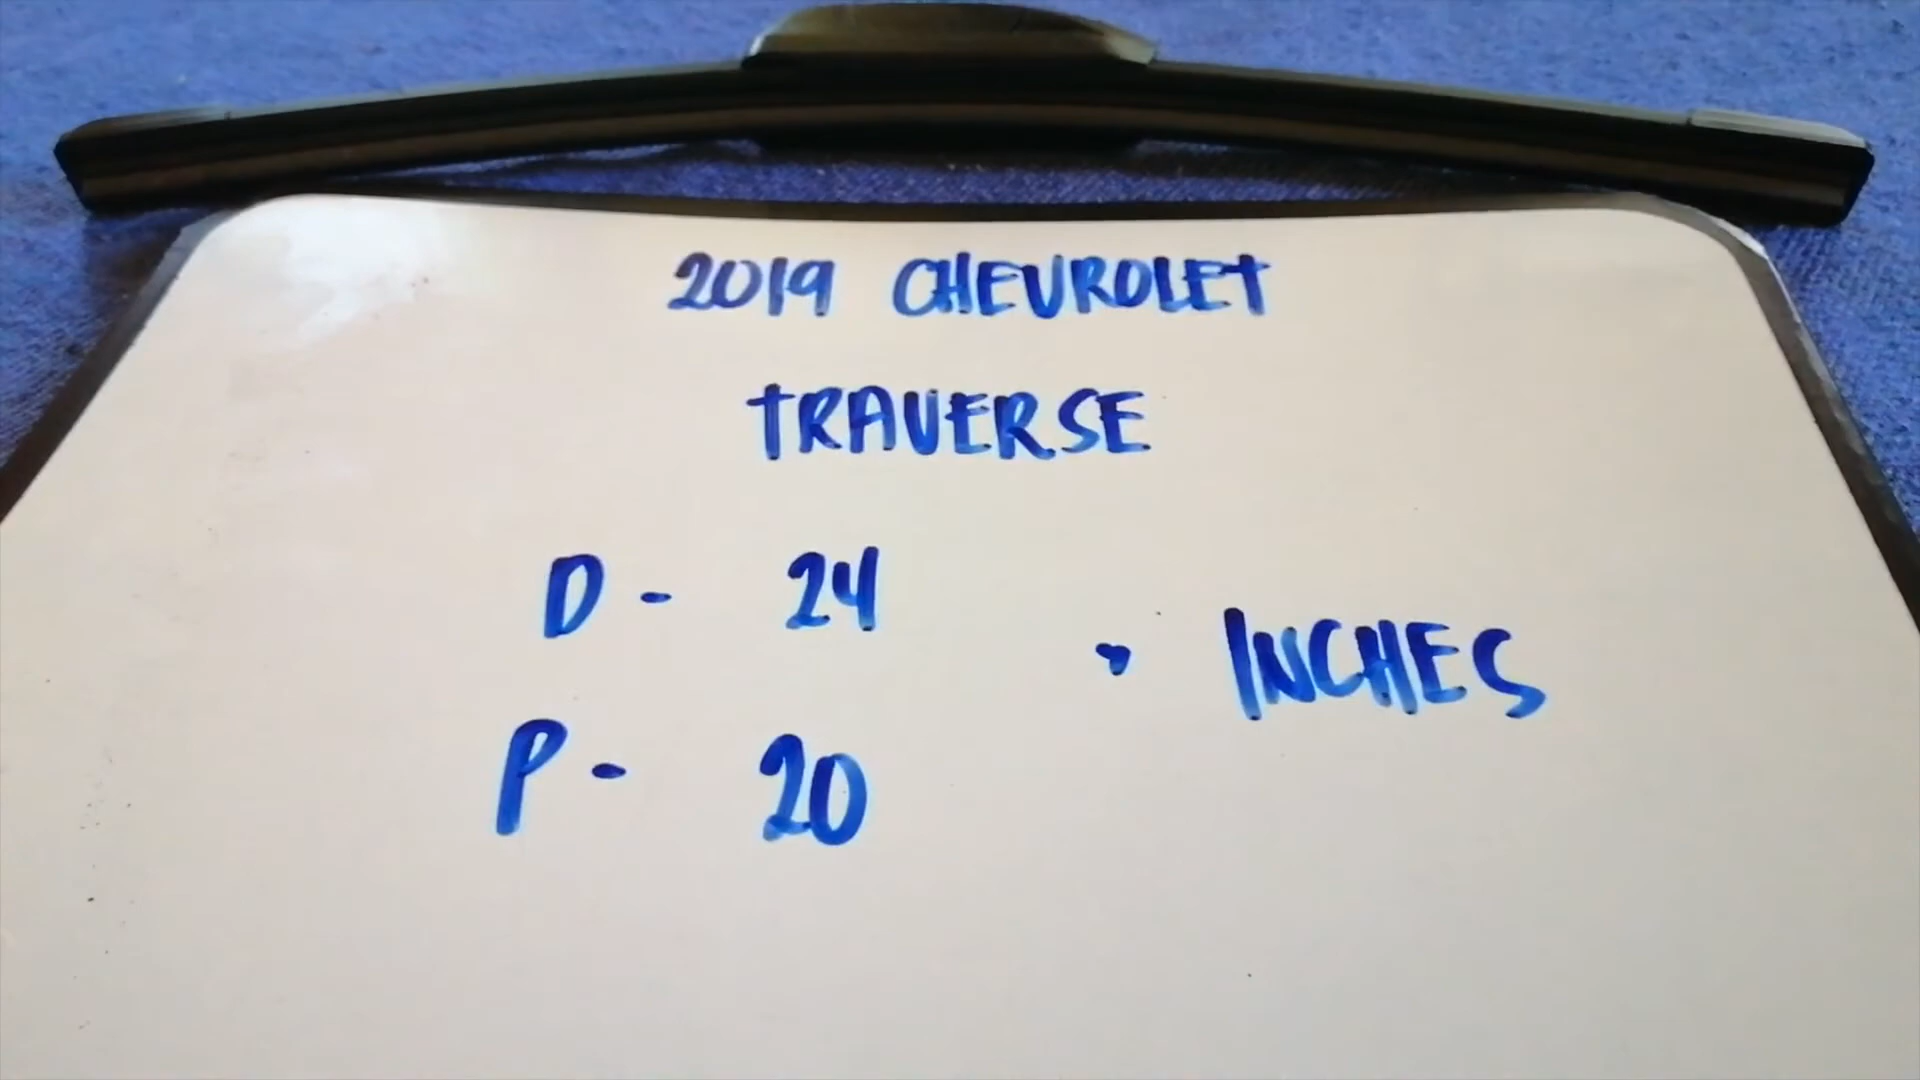 2019 CHEVROLET
TRAVERSE
D - 24
- INCHES
P - 20